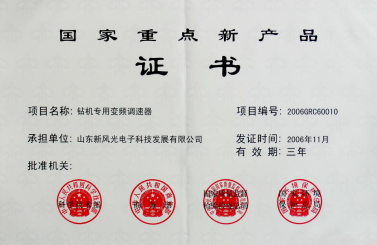 国家重点新产品
证书
项目名称: 钻机专用变频调速器
项目编号: 2006GRC60010
承担单位: 山东新风光电子科技发展有限公司
发证时间: 2006年11月
有效期: 三年
批准机关: